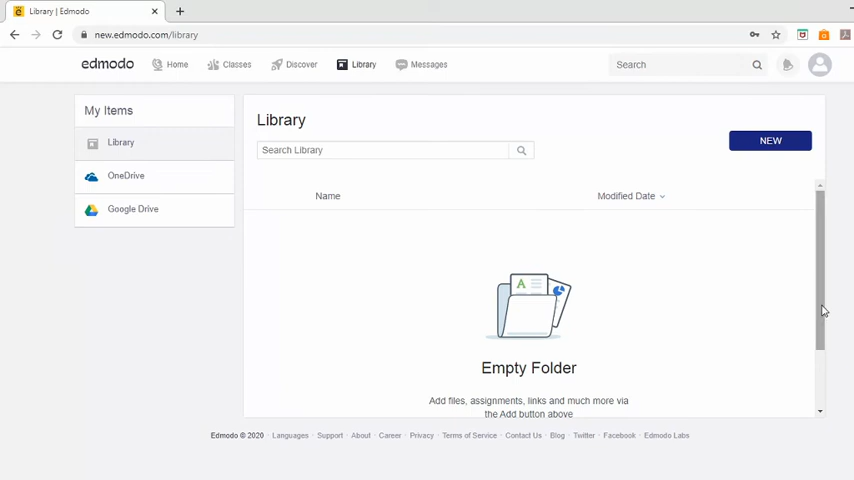 Library | Edmodo
new.edmodo.com/library
edmodo Home Classes Discover Library Messages Search
My Items
Library
OneDrive
Google Drive
Library
NEW
Search Library
Name Modified Date
A
Empty Folder
Add files, assignments, links and much more via
the Add button above
Edmodo © 2020 · Languages · Support · About · Career · Privacy · Terms of Service · Contact Us · Blog · Twitter · Facebook · Edmodo Labs